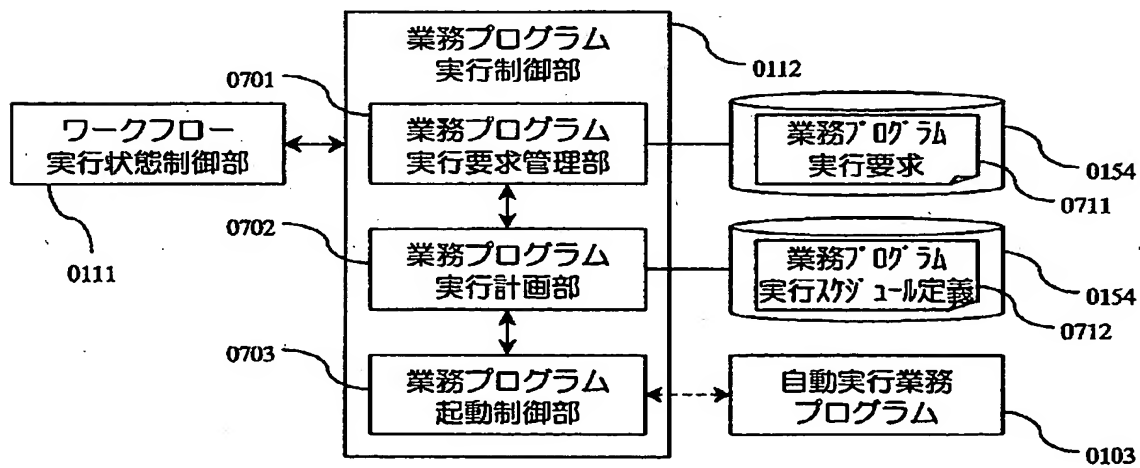 業務プログラム
実行制御部
0112
0701
ワークフロー
実行状態制御部
0111
業務プログラム
実行要求管理部
業務プログラム
実行要求
0154
0711
0702
業務プログラム
実行計画部
業務プログラム
実行スケジュール定義
0154
0712
0703
業務プログラム
起動制御部
自動実行業務
プログラム
0103